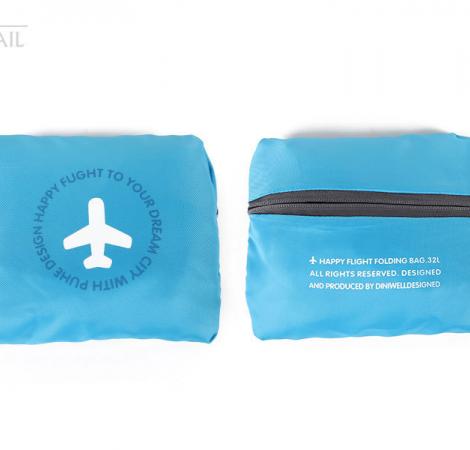 AIL
HAPPY FUGHT TO YOUR DREAM CITY WITH PUHE DESIGN
HAPPY FLIGHT FOLDING BAG.32L
ALL RIGHTS RESERVED. DESIGNED
AND PRODUCED BY DINIWELLDESIGNED